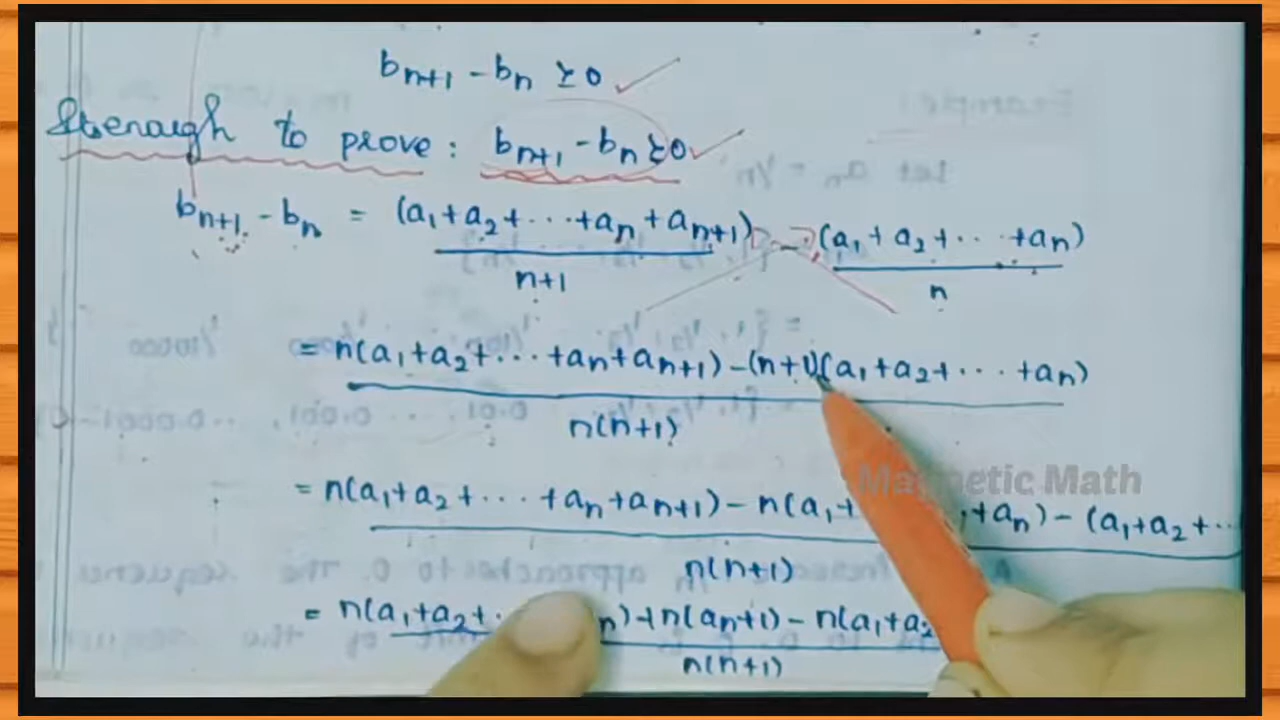 bn+1 - bn ≥ 0 ✓
Itenough to prove : bn+1 - bn ≥ 0 ✓
bn+1 - bn = (a1 + a2 + ... + an + an+1) - (a1 + a2 + ... + an)
n+1 n
= n(a1 + a2 + ... + an + an+1) - (n+1)(a1 + a2 + ... + an)
n(n+1)
Magnetic Math
= n(a1 + a2 + ... + an + an+1) - n(a1 + + an) - (a1 + a2 + ...
n(n+1)
= n(a1 + a2 + . n) + n(an+1) - n(a1 + a2
n(n+1)